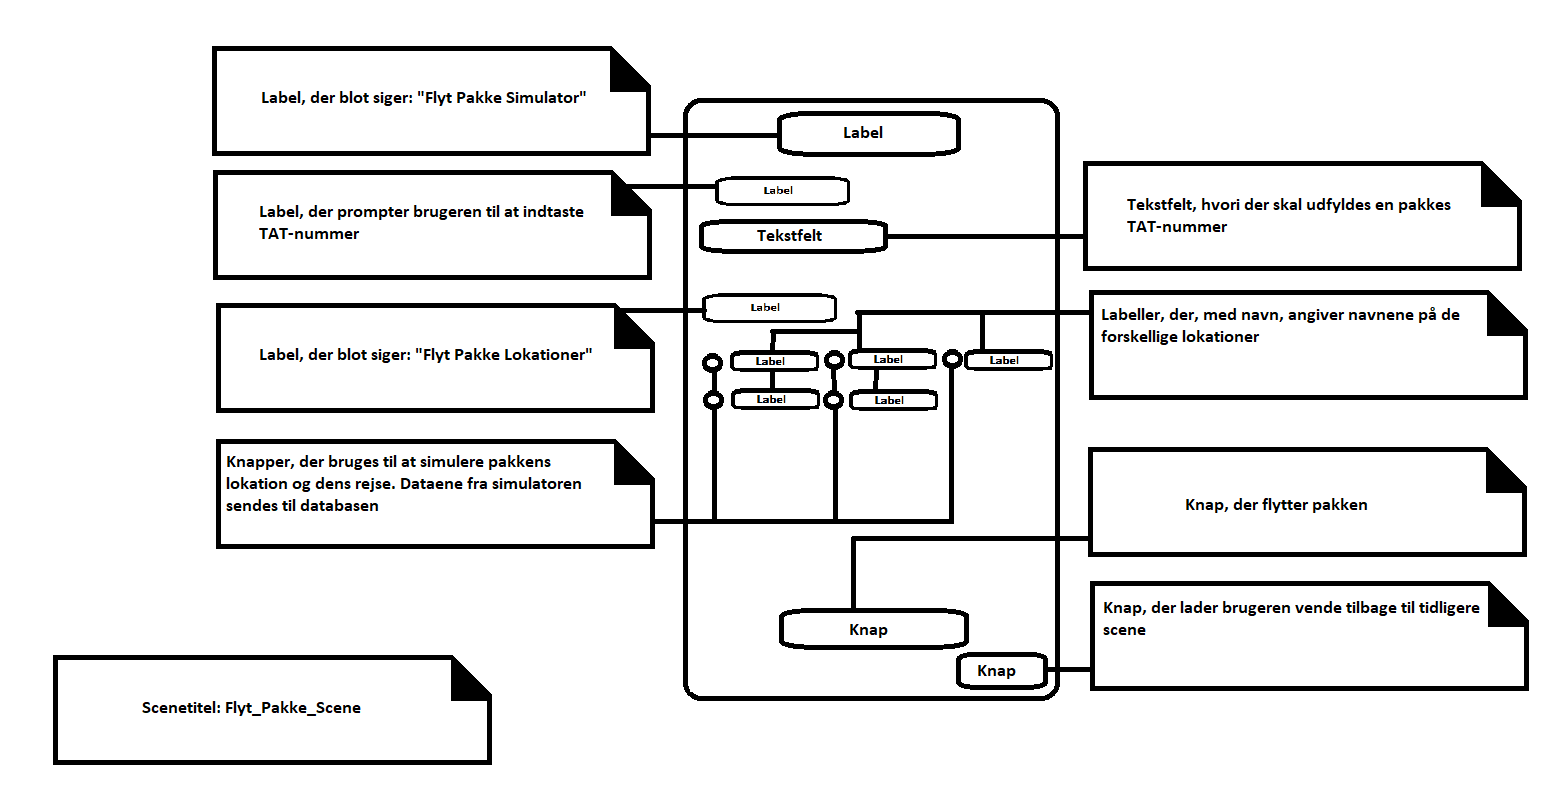 Label, der blot siger: "Flyt Pakke Simulator"
Label
Label, der prompter brugeren til at indtaste
TAT-nummer
Label
Tekstfelt
Tekstfelt, hvori der skal udfyldes en pakkes
TAT-nummer
Label, der blot siger: "Flyt Pakke Lokationer"
Label
Labeller, der, med navn, angiver navnene på de
forskellige lokationer
Label
Label
Label
Label
Label
Knapper, der bruges til at simulere pakkens
lokation og dens rejse. Dataene fra simulatoren
sendes til databasen
Knap, der flytter pakken
Knap
Knap, der lader brugeren vende tilbage til tidligere
scene
Knap
Scenetitel: Flyt_Pakke_Scene